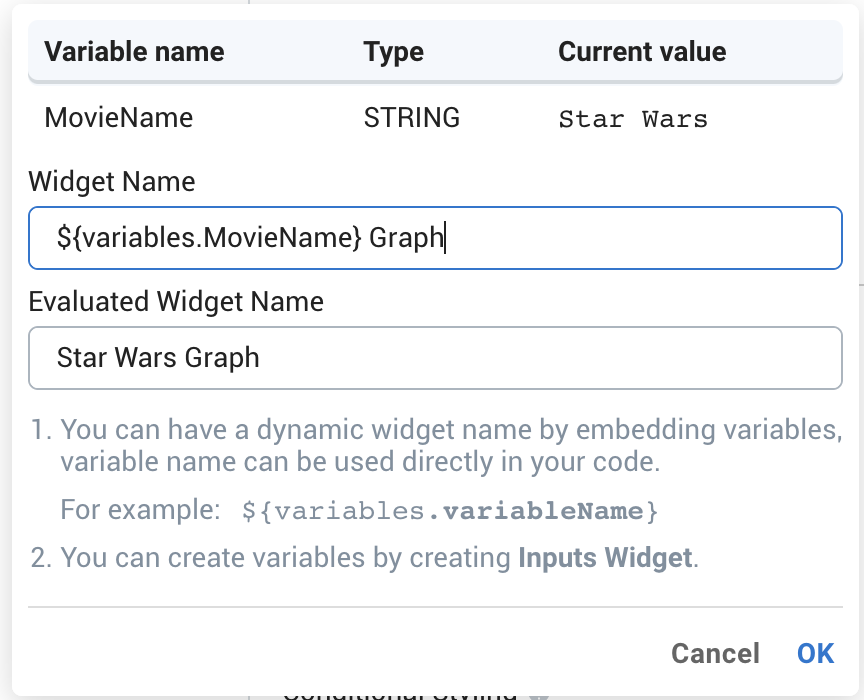 Variable name Type Current value
MovieName STRING Star Wars
Widget Name
${variables.MovieName} Graph
Evaluated Widget Name
Star Wars Graph
1. You can have a dynamic widget name by embedding variables,
variable name can be used directly in your code.
For example: ${variables.variableName}
2. You can create variables by creating Inputs Widget.
Cancel OK
Conditional Styling